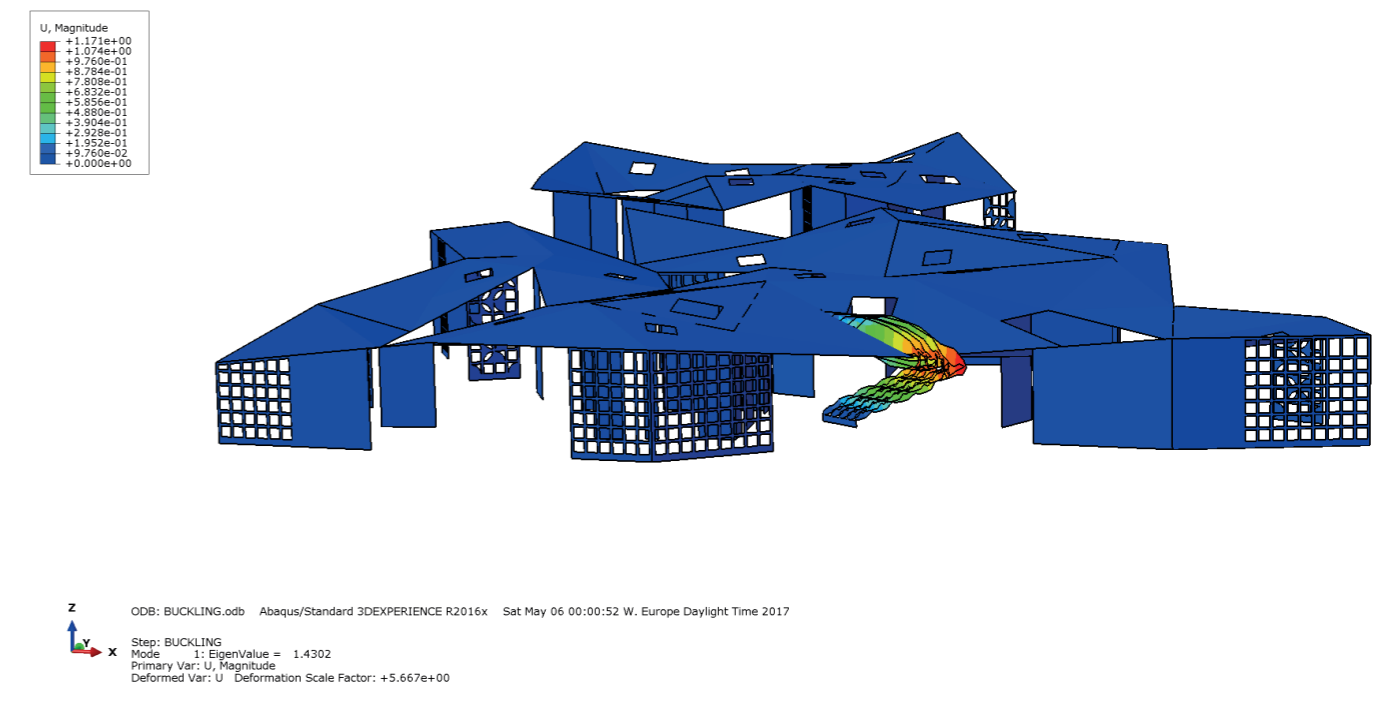 U, Magnitude
+1.171e+00
+1.074e+00
+9.760e-01
+8.784e-01
+7.808e-01
+6.832e-01
+5.856e-01
+4.880e-01
+3.904e-01
+2.928e-01
+1.952e-01
+9.760e-02
+0.000e+00
Z
Y
X
ODB: BUCKLING.odb Abaqus/Standard 3DEXPERIENCE R2016x Sat May 06 00:00:52 W. Europe Daylight Time 2017
Step: BUCKLING
Mode 1: EigenValue = 1.4302
Primary Var: U, Magnitude
Deformed Var: U Deformation Scale Factor: +5.667e+00